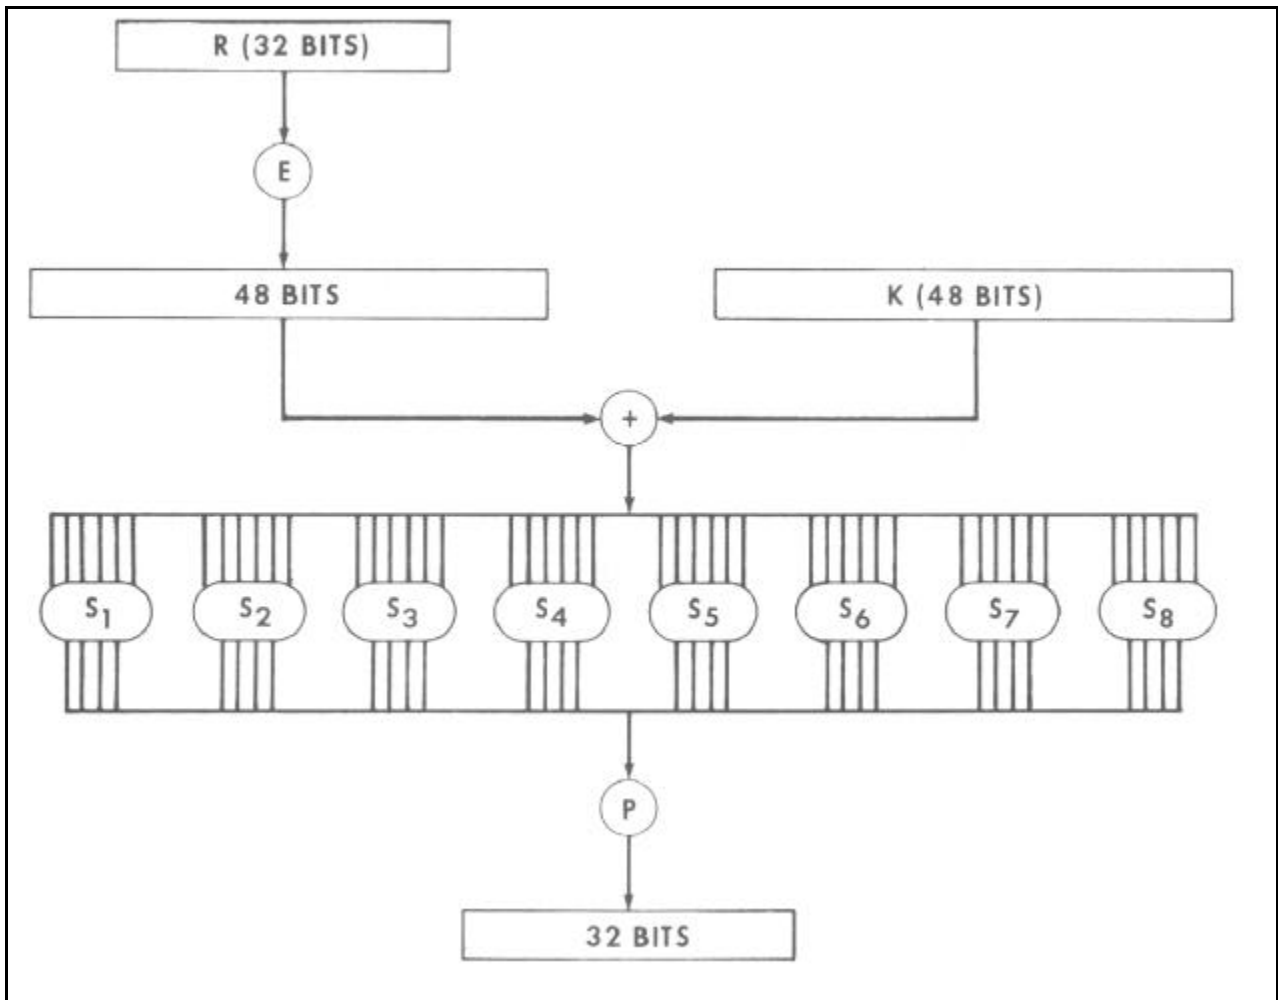 R (32 BITS)
E
48 BITS
K (48 BITS)
+
S1 S2 S3 S4 S5 S6 S7 S8
P
32 BITS